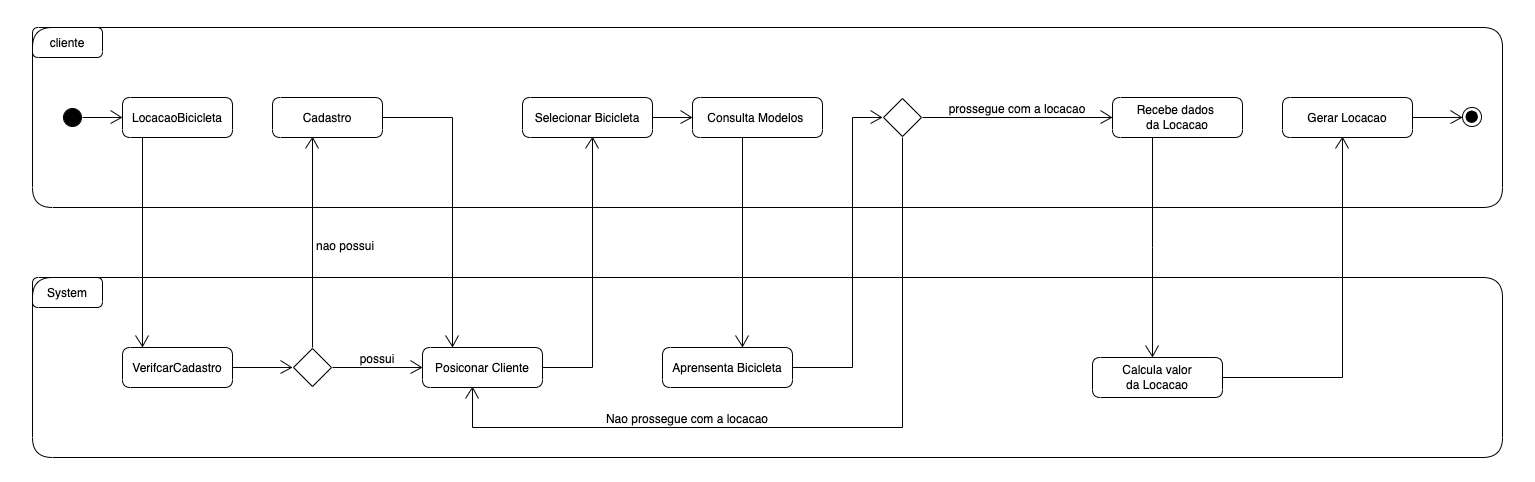 cliente
LocacaoBicicleta
Cadastro
Selecionar Bicicleta
Consulta Modelos
prossegue com a locacao
Recebe dados
da Locacao
Gerar Locacao
nao possui
System
VerifcarCadastro
possui
Posiconar Cliente
Aprensenta Bicicleta
Calcula valor
da Locacao
Nao prossegue com a locacao